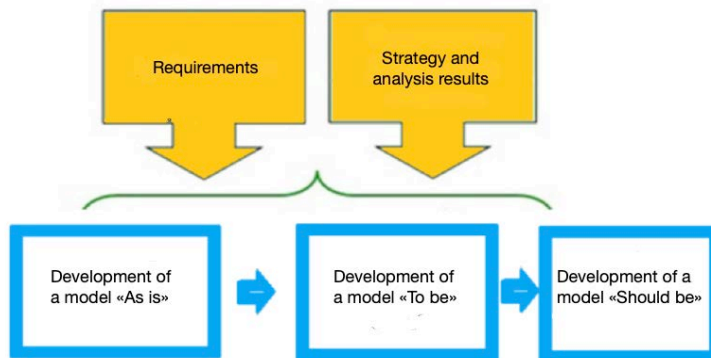 Requirements
Strategy and
analysis results
Development of
a model «As is»
Development of
a model «To be»
Development of a
model «Should be»